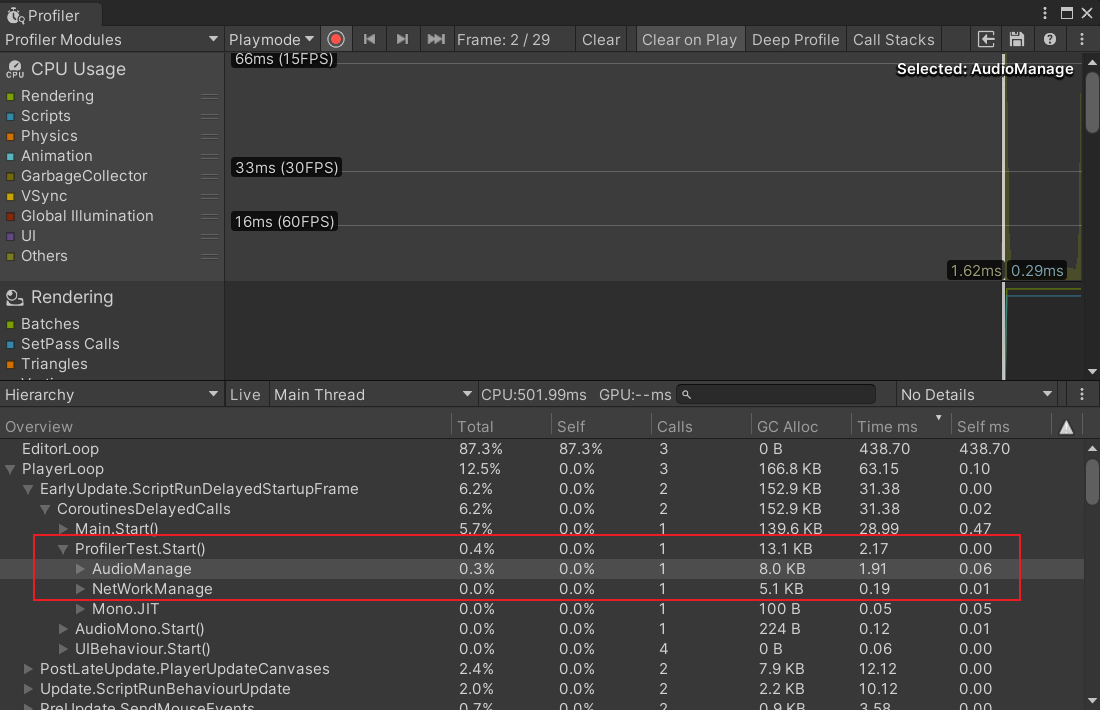 Profiler
Profiler Modules Playmode Frame: 2 / 29 Clear Clear on Play Deep Profile Call Stacks
CPU Usage
Rendering
Scripts
Physics
Animation
GarbageCollector
VSync
Global Illumination
UI
Others
66ms (15FPS)
Selected: AudioManage
33ms (30FPS)
16ms (60FPS)
1.62ms 0.29ms
Rendering
Batches
SetPass Calls
Triangles
Hierarchy Live Main Thread CPU:501.99ms GPU:--ms No Details
Overview Total Self Calls GC Alloc Time ms Self ms
EditorLoop 87.3% 87.3% 3 0 B 438.70 438.70
PlayerLoop 12.5% 0.0% 3 166.8 KB 63.15 0.10
EarlyUpdate.ScriptRunDelayedStartupFrame 6.2% 0.0% 2 152.9 KB 31.38 0.00
CoroutinesDelayedCalls 6.2% 0.0% 2 152.9 KB 31.38 0.02
Main.Start() 5.7% 0.0% 1 139.6 KB 28.99 0.47
ProfilerTest.Start() 0.4% 0.0% 1 13.1 KB 2.17 0.00
AudioManage 0.3% 0.0% 1 8.0 KB 1.91 0.06
NetWorkManage 0.0% 0.0% 1 5.1 KB 0.19 0.01
Mono.JIT 0.0% 0.0% 1 100 B 0.05 0.05
AudioMono.Start() 0.0% 0.0% 1 224 B 0.12 0.01
UIBehaviour.Start() 0.0% 0.0% 4 0 B 0.06 0.00
PostLateUpdate.PlayerUpdateCanvases 2.4% 0.0% 2 7.9 KB 12.12 0.00
Update.ScriptRunBehaviourUpdate 2.0% 0.0% 2 2.2 KB 10.12 0.00
PreUpdate.SendMouseEvents 0.7% 0.0% 2 0.9 KB 3.58 0.00